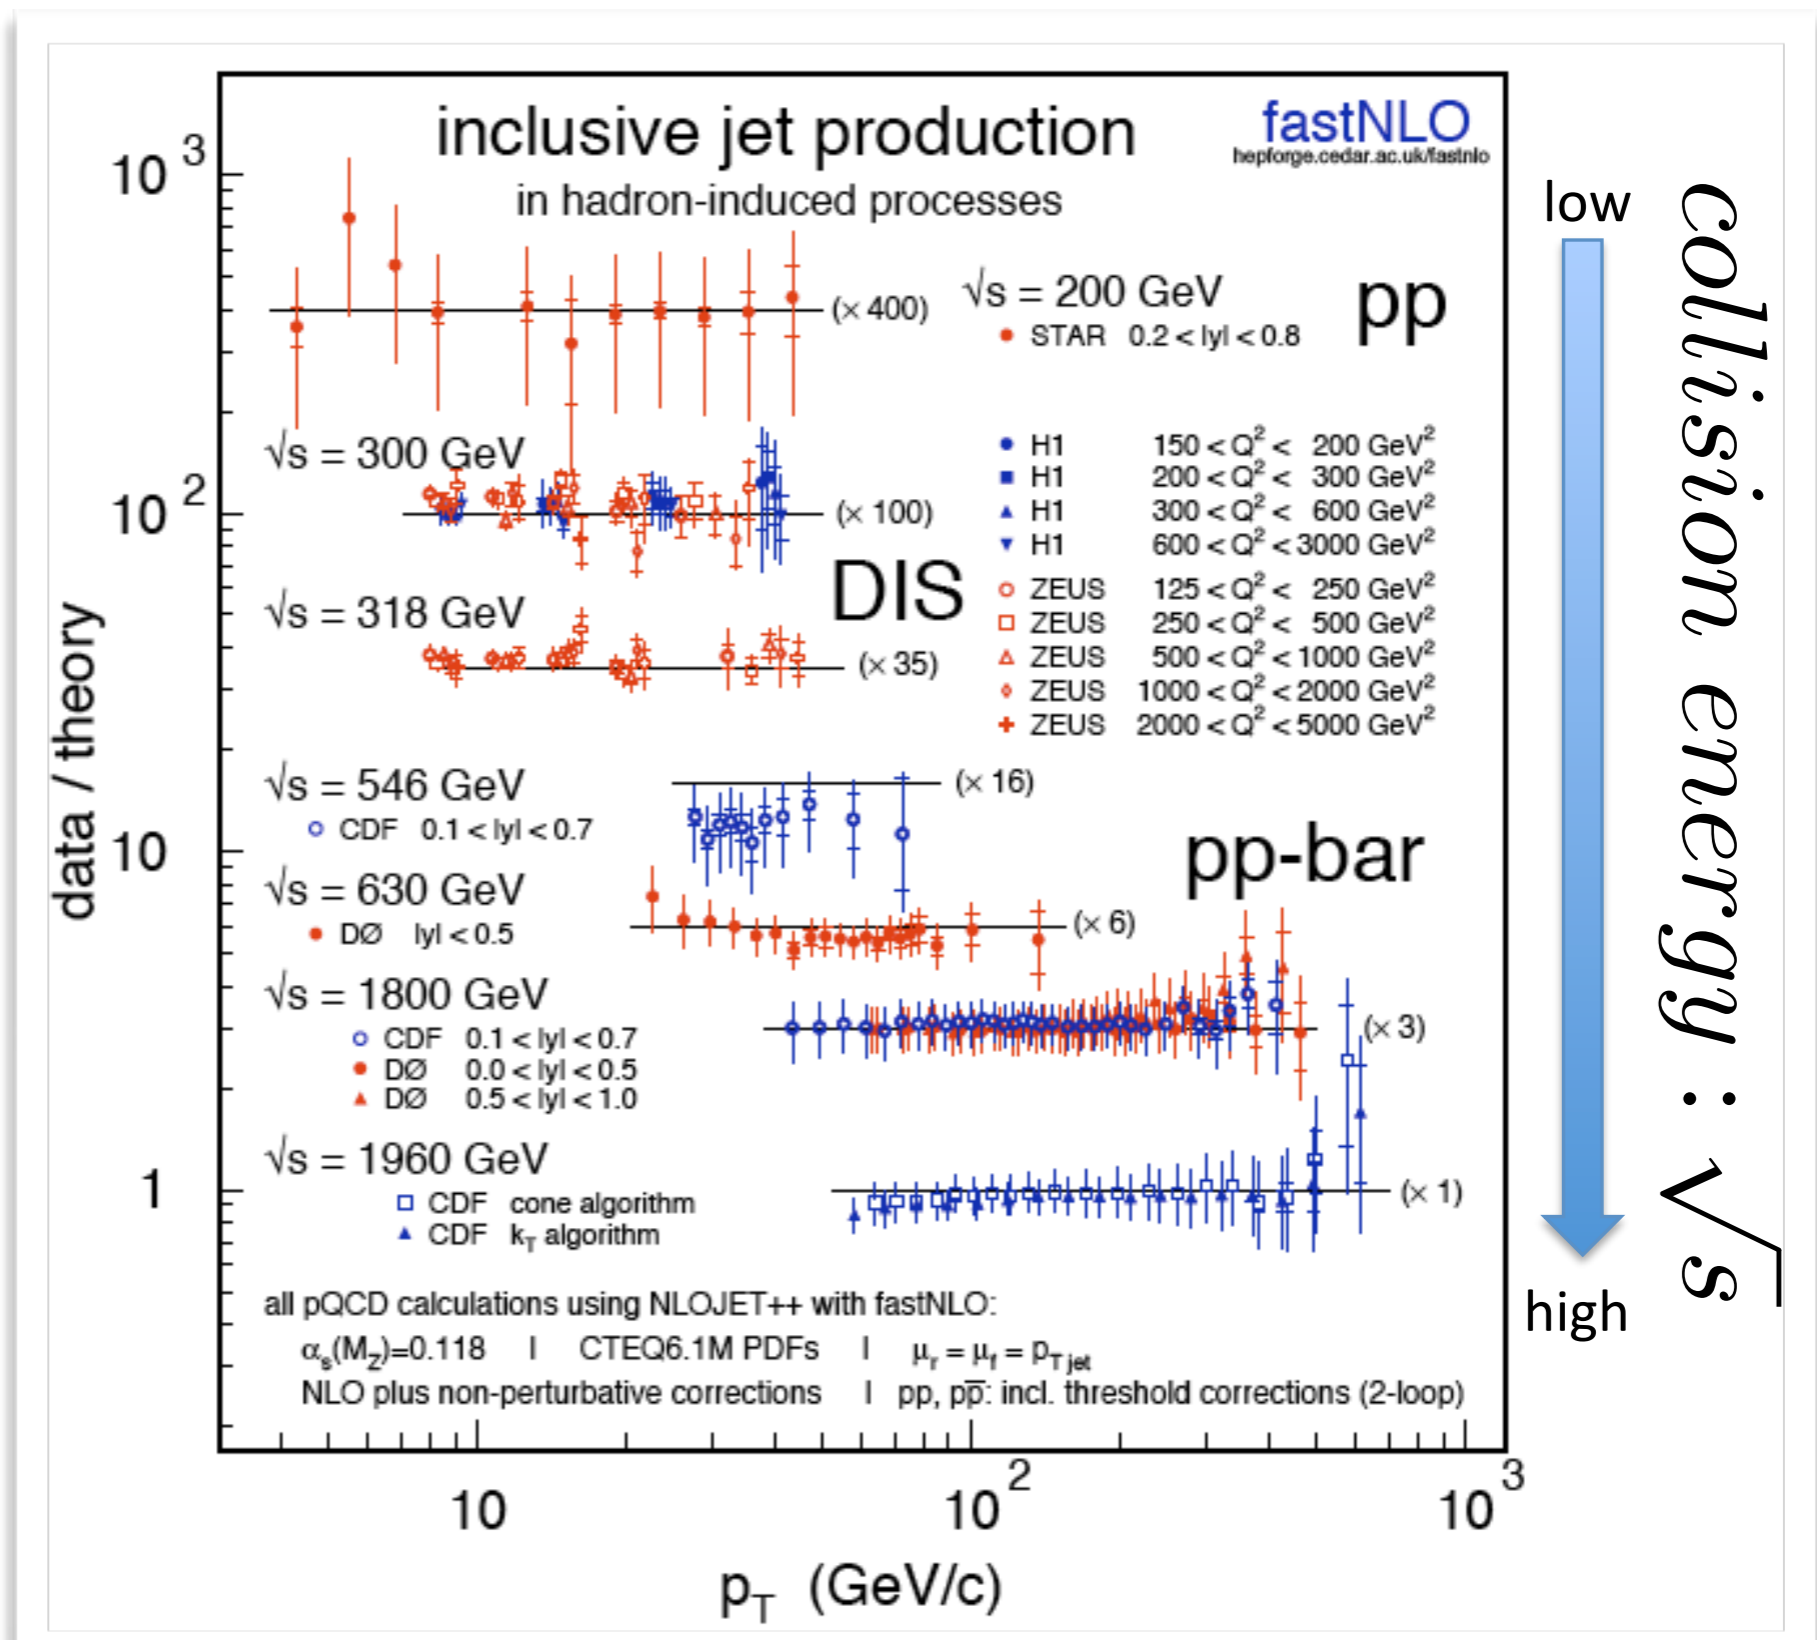 inclusive jet production
in hadron-induced processes
fastNLO
hepforge.cedar.ac.uk/fastnlo
10³
10²
10
1
data / theory
(× 400)
√s = 200 GeV
pp
STAR 0.2 < |y| < 0.8
√s = 300 GeV
(× 100)
H1 150 < Q² < 200 GeV²
H1 200 < Q² < 300 GeV²
H1 300 < Q² < 600 GeV²
H1 600 < Q² < 3000 GeV²
DIS
ZEUS 125 < Q² < 250 GeV²
ZEUS 250 < Q² < 500 GeV²
ZEUS 500 < Q² < 1000 GeV²
ZEUS 1000 < Q² < 2000 GeV²
ZEUS 2000 < Q² < 5000 GeV²
√s = 318 GeV
(× 35)
√s = 546 GeV
(× 16)
CDF 0.1 < |y| < 0.7
pp-bar
√s = 630 GeV
DØ |y| < 0.5
(× 6)
√s = 1800 GeV
(× 3)
CDF 0.1 < |y| < 0.7
DØ 0.0 < |y| < 0.5
DØ 0.5 < |y| < 1.0
√s = 1960 GeV
(× 1)
CDF cone algorithm
CDF k_T algorithm
all pQCD calculations using NLOJET++ with fastNLO:
α_s(M_Z)=0.118 | CTEQ6.1M PDFs | μ_r = μ_f = p_T jet
NLO plus non-perturbative corrections | pp, pp̅: incl. threshold corrections (2-loop)
10
10²
10³
p_T (GeV/c)
low
high
collision energy : √s